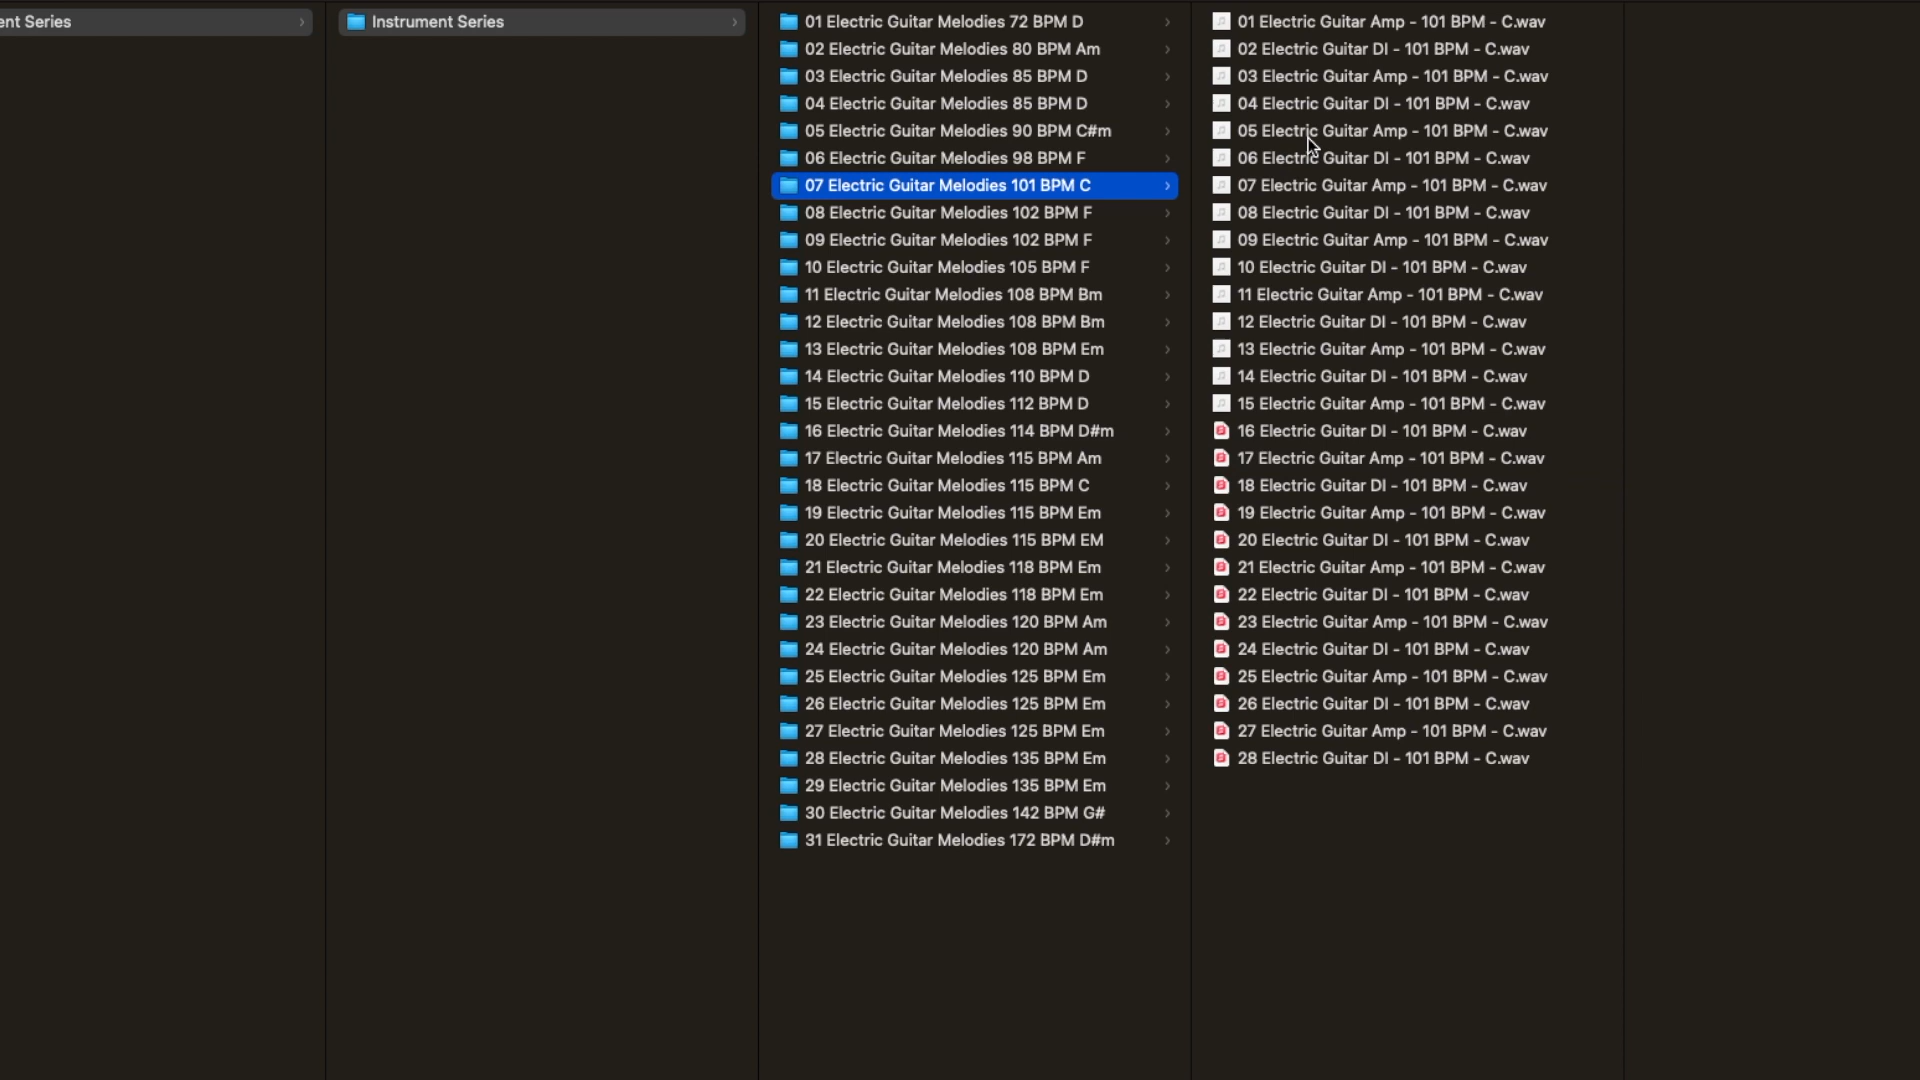 ent Series
Instrument Series
01 Electric Guitar Melodies 72 BPM D
02 Electric Guitar Melodies 80 BPM Am
03 Electric Guitar Melodies 85 BPM D
04 Electric Guitar Melodies 85 BPM D
05 Electric Guitar Melodies 90 BPM C#m
06 Electric Guitar Melodies 98 BPM F
07 Electric Guitar Melodies 101 BPM C
08 Electric Guitar Melodies 102 BPM F
09 Electric Guitar Melodies 102 BPM F
10 Electric Guitar Melodies 105 BPM F
11 Electric Guitar Melodies 108 BPM Bm
12 Electric Guitar Melodies 108 BPM Bm
13 Electric Guitar Melodies 108 BPM Em
14 Electric Guitar Melodies 110 BPM D
15 Electric Guitar Melodies 112 BPM D
16 Electric Guitar Melodies 114 BPM D#m
17 Electric Guitar Melodies 115 BPM Am
18 Electric Guitar Melodies 115 BPM C
19 Electric Guitar Melodies 115 BPM Em
20 Electric Guitar Melodies 115 BPM EM
21 Electric Guitar Melodies 118 BPM Em
22 Electric Guitar Melodies 118 BPM Em
23 Electric Guitar Melodies 120 BPM Am
24 Electric Guitar Melodies 120 BPM Am
25 Electric Guitar Melodies 125 BPM Em
26 Electric Guitar Melodies 125 BPM Em
27 Electric Guitar Melodies 125 BPM Em
28 Electric Guitar Melodies 135 BPM Em
29 Electric Guitar Melodies 135 BPM Em
30 Electric Guitar Melodies 142 BPM G#
31 Electric Guitar Melodies 172 BPM D#m
01 Electric Guitar Amp - 101 BPM - C.wav
02 Electric Guitar DI - 101 BPM - C.wav
03 Electric Guitar Amp - 101 BPM - C.wav
04 Electric Guitar DI - 101 BPM - C.wav
05 Electric Guitar Amp - 101 BPM - C.wav
06 Electric Guitar DI - 101 BPM - C.wav
07 Electric Guitar Amp - 101 BPM - C.wav
08 Electric Guitar DI - 101 BPM - C.wav
09 Electric Guitar Amp - 101 BPM - C.wav
10 Electric Guitar DI - 101 BPM - C.wav
11 Electric Guitar Amp - 101 BPM - C.wav
12 Electric Guitar DI - 101 BPM - C.wav
13 Electric Guitar Amp - 101 BPM - C.wav
14 Electric Guitar DI - 101 BPM - C.wav
15 Electric Guitar Amp - 101 BPM - C.wav
16 Electric Guitar DI - 101 BPM - C.wav
17 Electric Guitar Amp - 101 BPM - C.wav
18 Electric Guitar DI - 101 BPM - C.wav
19 Electric Guitar Amp - 101 BPM - C.wav
20 Electric Guitar DI - 101 BPM - C.wav
21 Electric Guitar Amp - 101 BPM - C.wav
22 Electric Guitar DI - 101 BPM - C.wav
23 Electric Guitar Amp - 101 BPM - C.wav
24 Electric Guitar DI - 101 BPM - C.wav
25 Electric Guitar Amp - 101 BPM - C.wav
26 Electric Guitar DI - 101 BPM - C.wav
27 Electric Guitar Amp - 101 BPM - C.wav
28 Electric Guitar DI - 101 BPM - C.wav